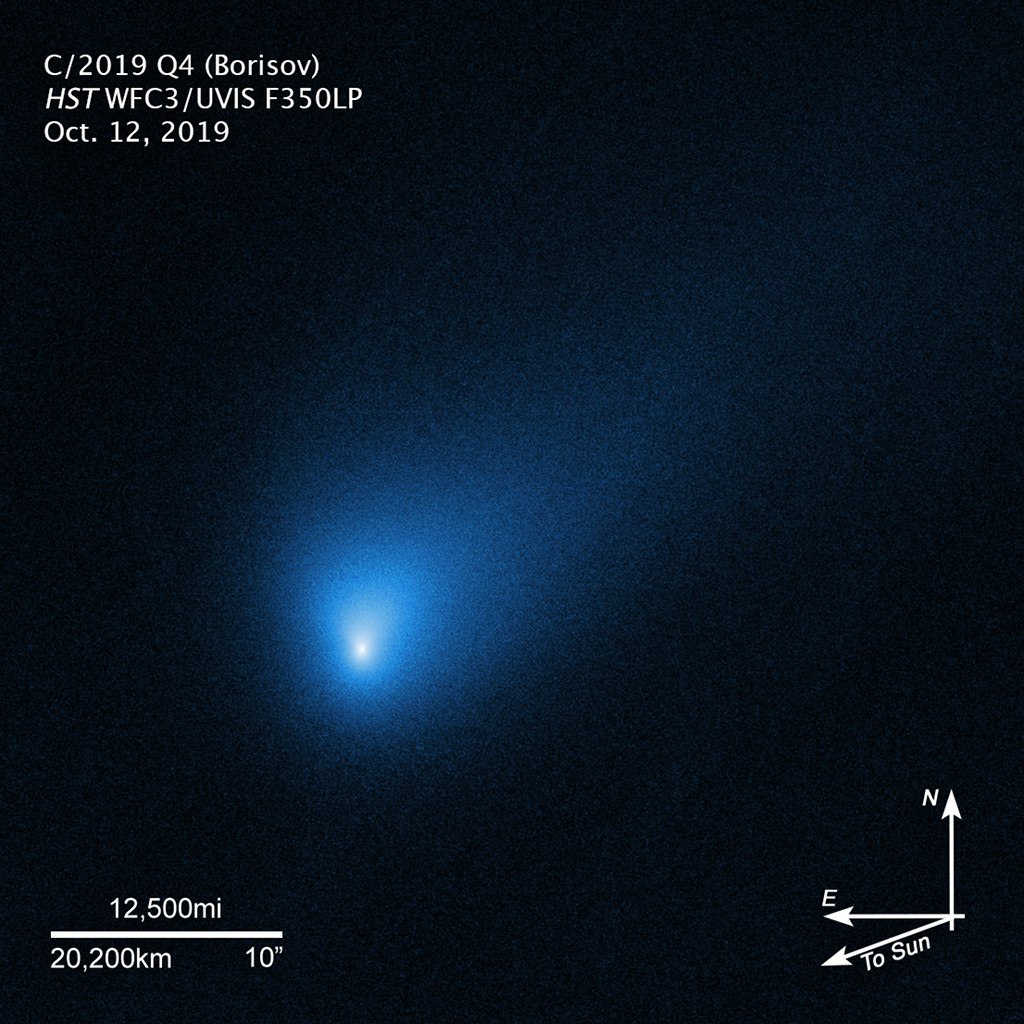 C/2019 Q4 (Borisov)
HST WFC3/UVIS F350LP
Oct. 12, 2019
N
E
To Sun
12,500mi
20,200km 10”